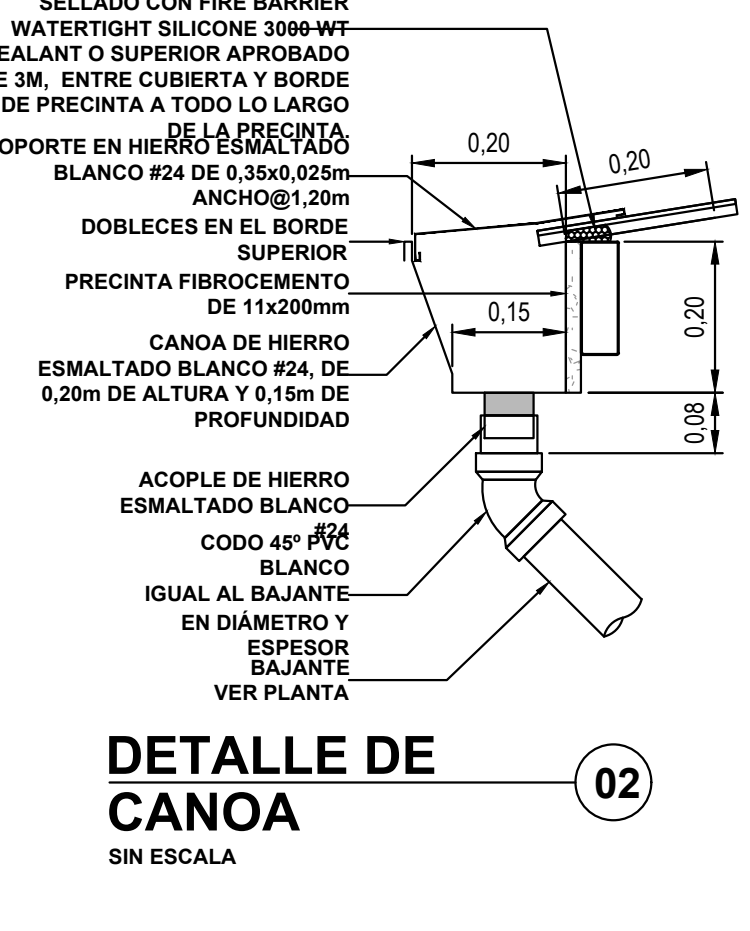 SELLADO CON FIRE BARRIER
WATERTIGHT SILICONE 3000 WT
EALANT O SUPERIOR APROBADO
E 3M, ENTRE CUBIERTA Y BORDE
DE PRECINTA A TODO LO LARGO
DE LA PRECINTA.
OPORTE EN HIERRO ESMALTADO
BLANCO #24 DE 0,35x0,025m
ANCHO@1,20m
DOBLECES EN EL BORDE
SUPERIOR
PRECINTA FIBROCEMENTO
DE 11x200mm
CANOA DE HIERRO
ESMALTADO BLANCO #24, DE
0,20m DE ALTURA Y 0,15m DE
PROFUNDIDAD
ACOPLE DE HIERRO
ESMALTADO BLANCO
#24
CODO 45º PVC
BLANCO
IGUAL AL BAJANTE
EN DIÁMETRO Y
ESPESOR
BAJANTE
VER PLANTA
0,20
0,20
0,15
0,20
0,08
DETALLE DE
CANOA
02
SIN ESCALA